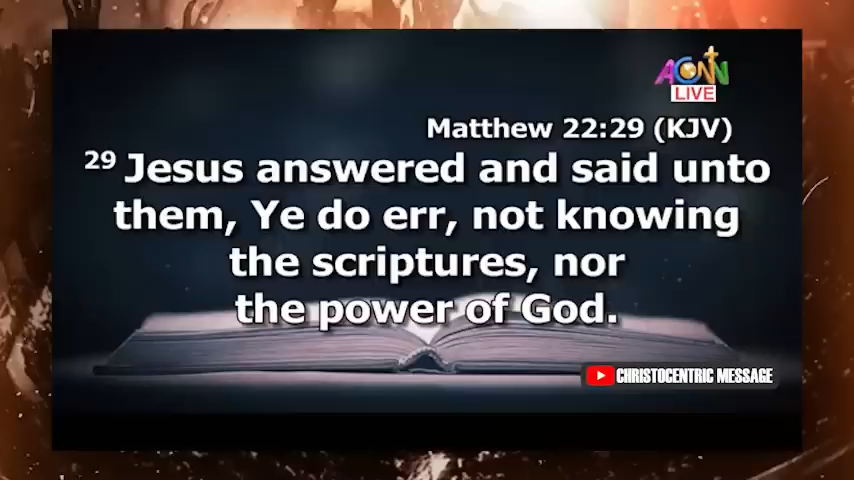 ACNN
LIVE
Matthew 22:29 (KJV)
29 Jesus answered and said unto
them, Ye do err, not knowing
the scriptures, nor
the power of God.
CHRISTOCENTRIC MESSAGE